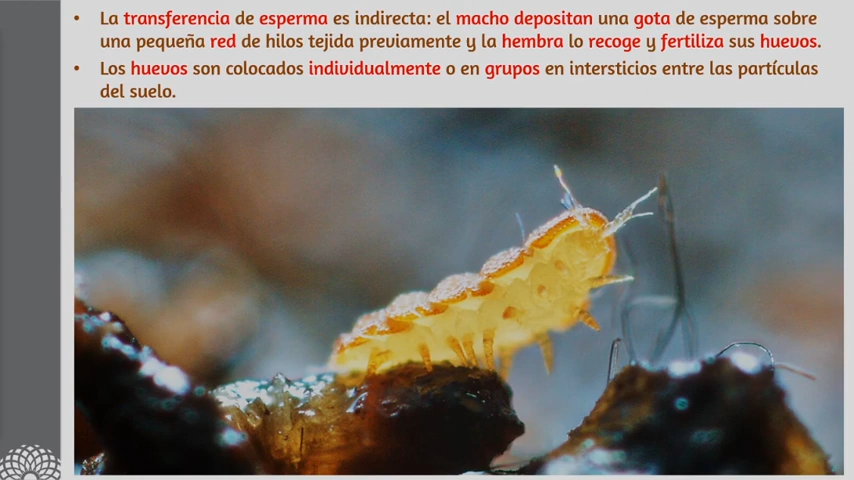 • La transferencia de esperma es indirecta: el macho depositan una gota de esperma sobre
una pequeña red de hilos tejida previamente y la hembra lo recoge y fertiliza sus huevos.
• Los huevos son colocados individualmente o en grupos en intersticios entre las partículas
del suelo.